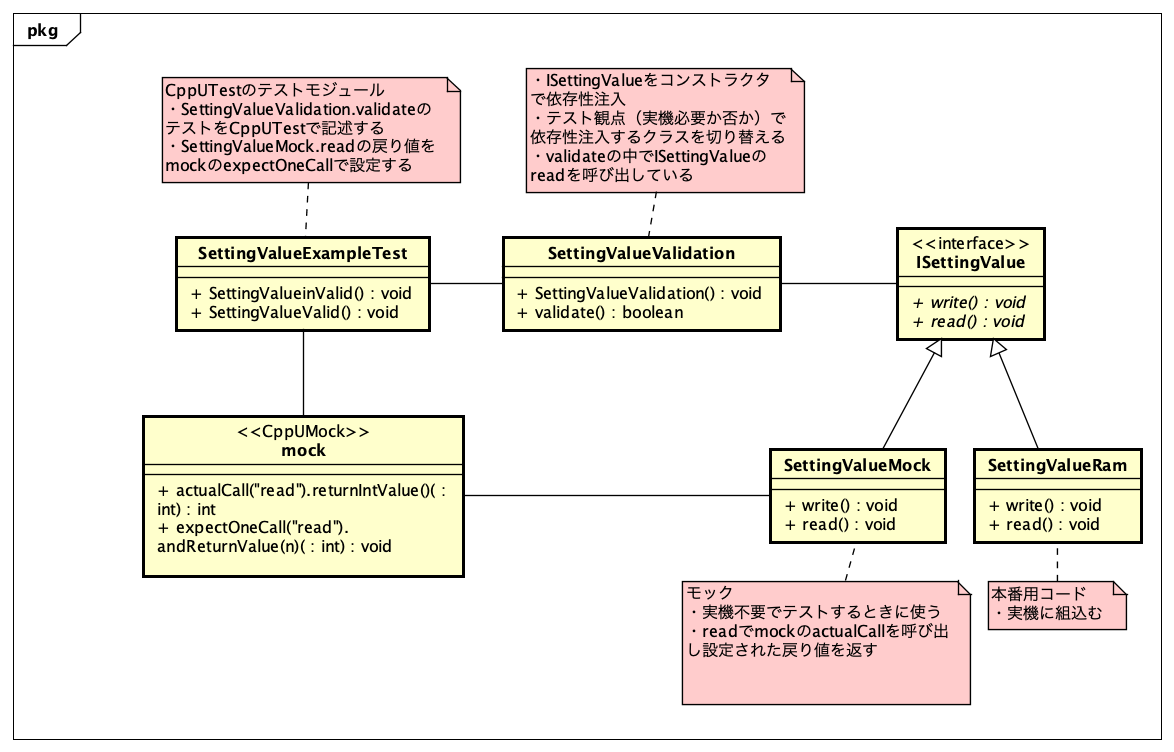 pkg
CppUTestのテストモジュール
・SettingValueValidation.validateの
テストをCppUTestで記述する
・SettingValueMock.readの戻り値を
mockのexpectOneCallで設定する
・ISettingValueをコンストラクタ
で依存性注入
・テスト観点（実機必要か否か）で
依存性注入するクラスを切り替える
・validateの中でISettingValueの
readを呼び出している
SettingValueExampleTest
+ SettingValueinValid() : void
+ SettingValueValid() : void
SettingValueValidation
+ SettingValueValidation() : void
+ validate() : boolean
<<interface>>
ISettingValue
+ write() : void
+ read() : void
<<CppUMock>>
mock
+ actualCall("read").returnIntValue()( :
int) : int
+ expectOneCall("read").
andReturnValue(n)( : int) : void
SettingValueMock
+ write() : void
+ read() : void
SettingValueRam
+ write() : void
+ read() : void
モック
・実機不要でテストするときに使う
・readでmockのactualCallを呼び出
し設定された戻り値を返す
本番用コード
・実機に組込む